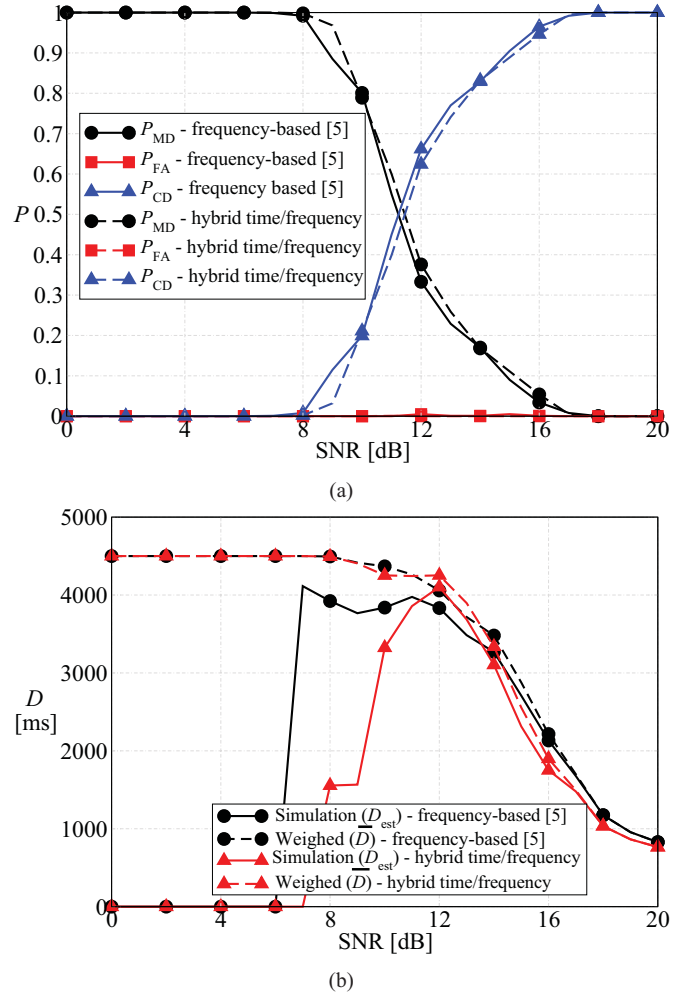 1
0.9
0.8
0.7
0.6
0.5
0.4
0.3
0.2
0.1
0
P
P_MD - frequency-based [5]
P_FA - frequency-based [5]
P_CD - frequency based [5]
P_MD - hybrid time/frequency
P_FA - hybrid time/frequency
P_CD - hybrid time/frequency
0 4 8 12 16 20
SNR [dB]
(a)
5000
4000
3000
2000
1000
0
D
[ms]
Simulation (D_est) - frequency-based [5]
Weighed (D̅) - frequency-based [5]
Simulation (D_est) - hybrid time/frequency
Weighed (D̅) - hybrid time/frequency
0 4 8 12 16 20
SNR [dB]
(b)